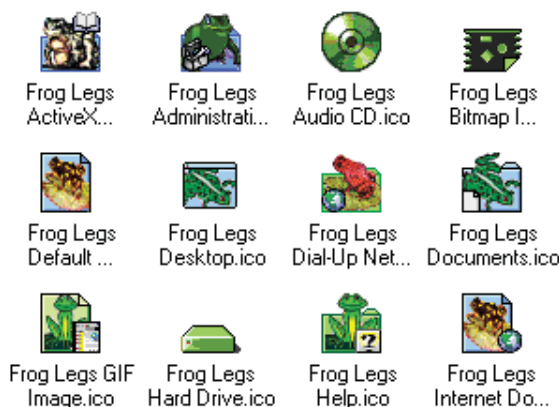 Frog Legs
ActiveX...
Frog Legs
Administrati...
Frog Legs
Audio CD.ico
Frog Legs
Bitmap I...
Frog Legs
Default ...
Frog Legs
Desktop.ico
Frog Legs
Dial-Up Net...
Frog Legs
Documents.ico
Frog Legs GIF
Image.ico
Frog Legs
Hard Drive.ico
Frog Legs
Help.ico
Frog Legs
Internet Do...